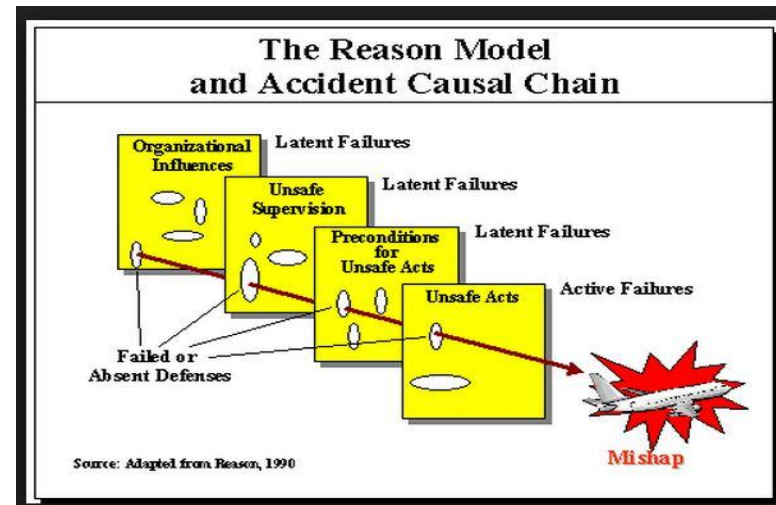 The Reason Model
and Accident Causal Chain
Organizational
Influences
Latent Failures
Unsafe
Supervision
Latent Failures
Preconditions
for
Unsafe Acts
Latent Failures
Unsafe Acts
Active Failures
Failed or
Absent Defenses
Mishap
Source: Adapted from Reason, 1990